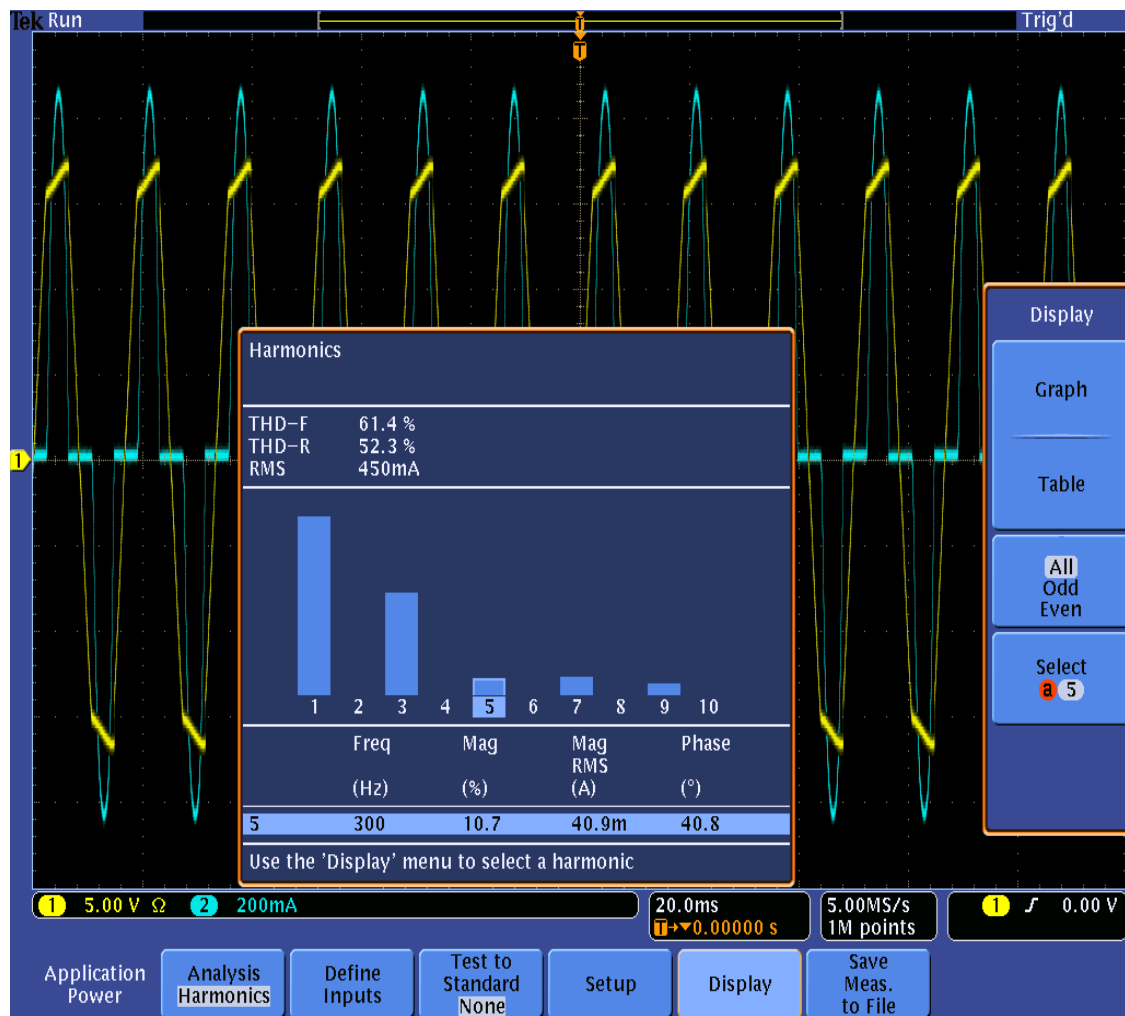 Tek Run Trig'd
T
Display
Graph
Table
All
Odd
Even
Select
a 5
Harmonics
THD-F 61.4 %
THD-R 52.3 %
RMS 450mA
1 2 3 4 5 6 7 8 9 10
Freq Mag Mag Phase
RMS
(Hz) (%) (A) (°)
5 300 10.7 40.9m 40.8
Use the 'Display' menu to select a harmonic
1
1 5.00 V Ω 2 200mA
20.0ms
T→▼0.00000 s
5.00MS/s
1M points
1 0.00 V
Application
Power
Analysis
Harmonics
Define
Inputs
Test to
Standard
None
Setup
Display
Save
Meas.
to File